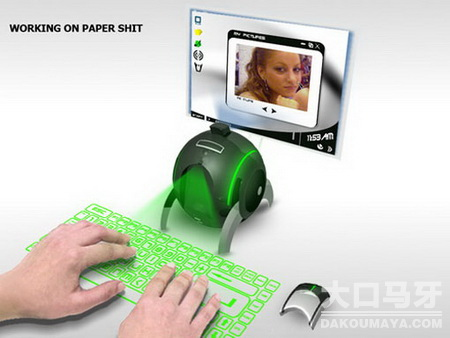 WORKING ON PAPER SHIT
MY PICTURES
11:53 AM
大口马牙
DAKOUMAYA.COM